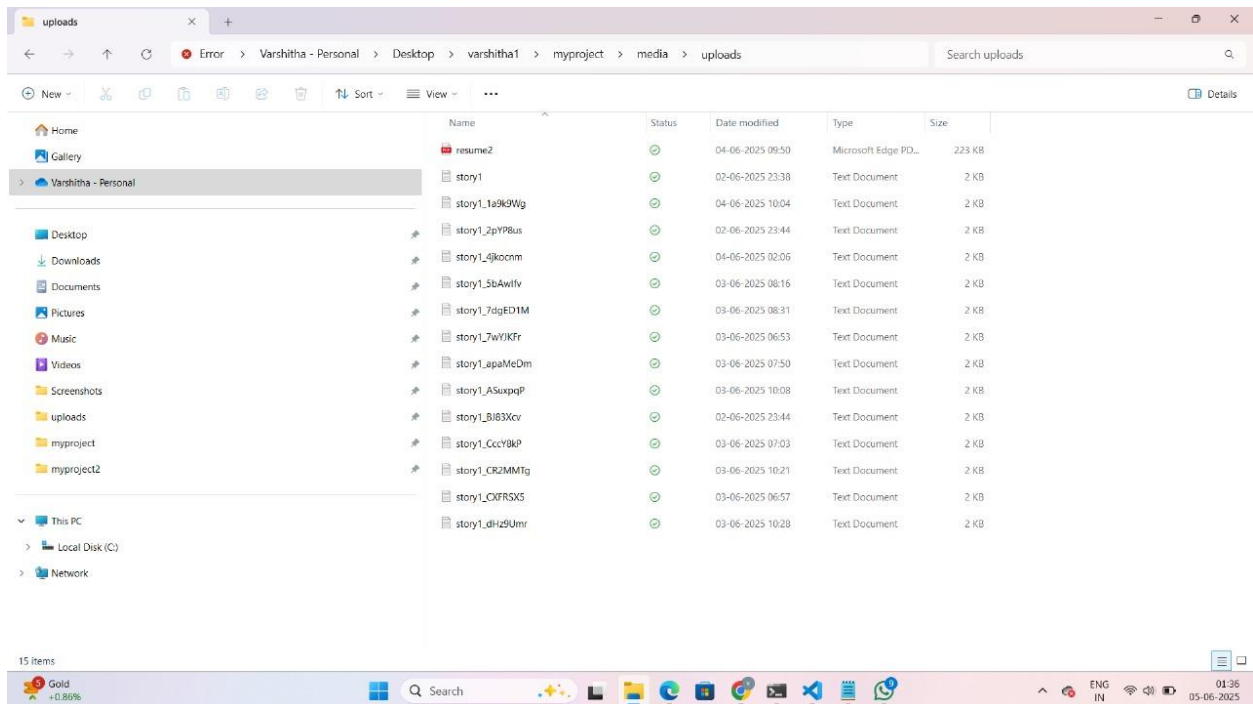 uploads
Error > Varshitha - Personal > Desktop > varshitha1 > myproject > media > uploads
Search uploads
New
Sort
View
Details
Home
Gallery
Varshitha - Personal
Desktop
Downloads
Documents
Pictures
Music
Videos
Screenshots
uploads
myproject
myproject2
This PC
Local Disk (C:)
Network
Name Status Date modified Type Size
resume2 04-06-2025 09:50 Microsoft Edge PD... 223 KB
story1 02-06-2025 23:38 Text Document 2 KB
story1_1a9k9Wg 04-06-2025 10:04 Text Document 2 KB
story1_2pYP8us 02-06-2025 23:44 Text Document 2 KB
story1_4jkocnm 04-06-2025 02:06 Text Document 2 KB
story1_5bAwIfv 03-06-2025 08:16 Text Document 2 KB
story1_7dgED1M 03-06-2025 08:31 Text Document 2 KB
story1_7wYJKFr 03-06-2025 06:53 Text Document 2 KB
story1_apaMeDm 03-06-2025 07:50 Text Document 2 KB
story1_ASuxpqP 03-06-2025 10:08 Text Document 2 KB
story1_BJ83Xcv 02-06-2025 23:44 Text Document 2 KB
story1_CccY8kP 03-06-2025 07:03 Text Document 2 KB
story1_CR2MMTg 03-06-2025 10:21 Text Document 2 KB
story1_CXFRSX5 03-06-2025 06:57 Text Document 2 KB
story1_dHz9Umr 03-06-2025 10:28 Text Document 2 KB
15 items
5
Gold
+0.86%
Search
9
ENG
IN
01:36
05-06-2025